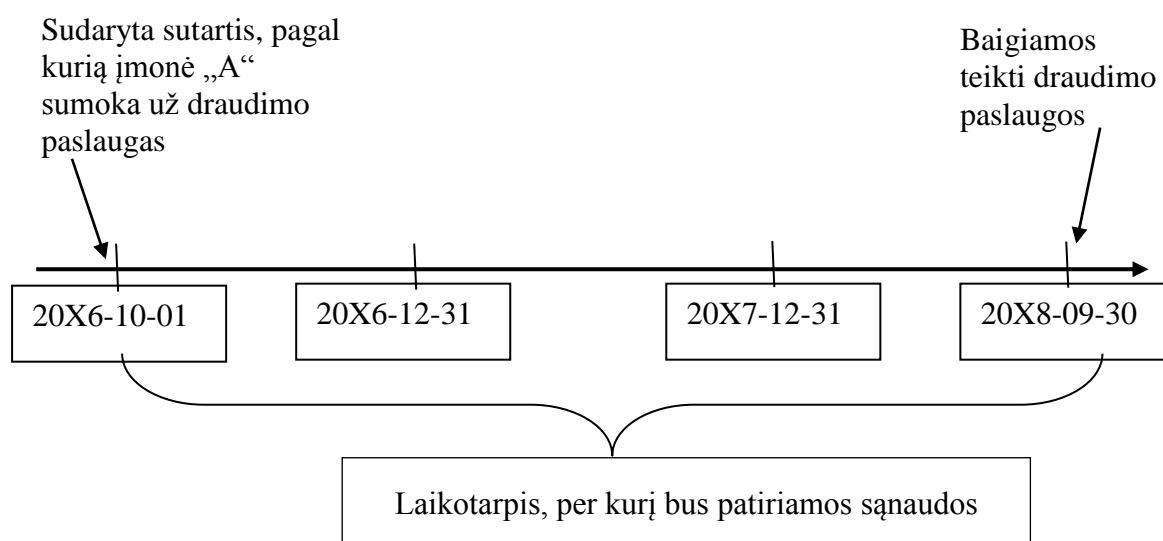 Sudaryta sutartis, pagal
kurią įmonė „A“
sumoka už draudimo
paslaugas
Baigiamos
teikti draudimo
paslaugos
20X6-10-01
20X6-12-31
20X7-12-31
20X8-09-30
Laikotarpis, per kurį bus patiriamos sąnaudos